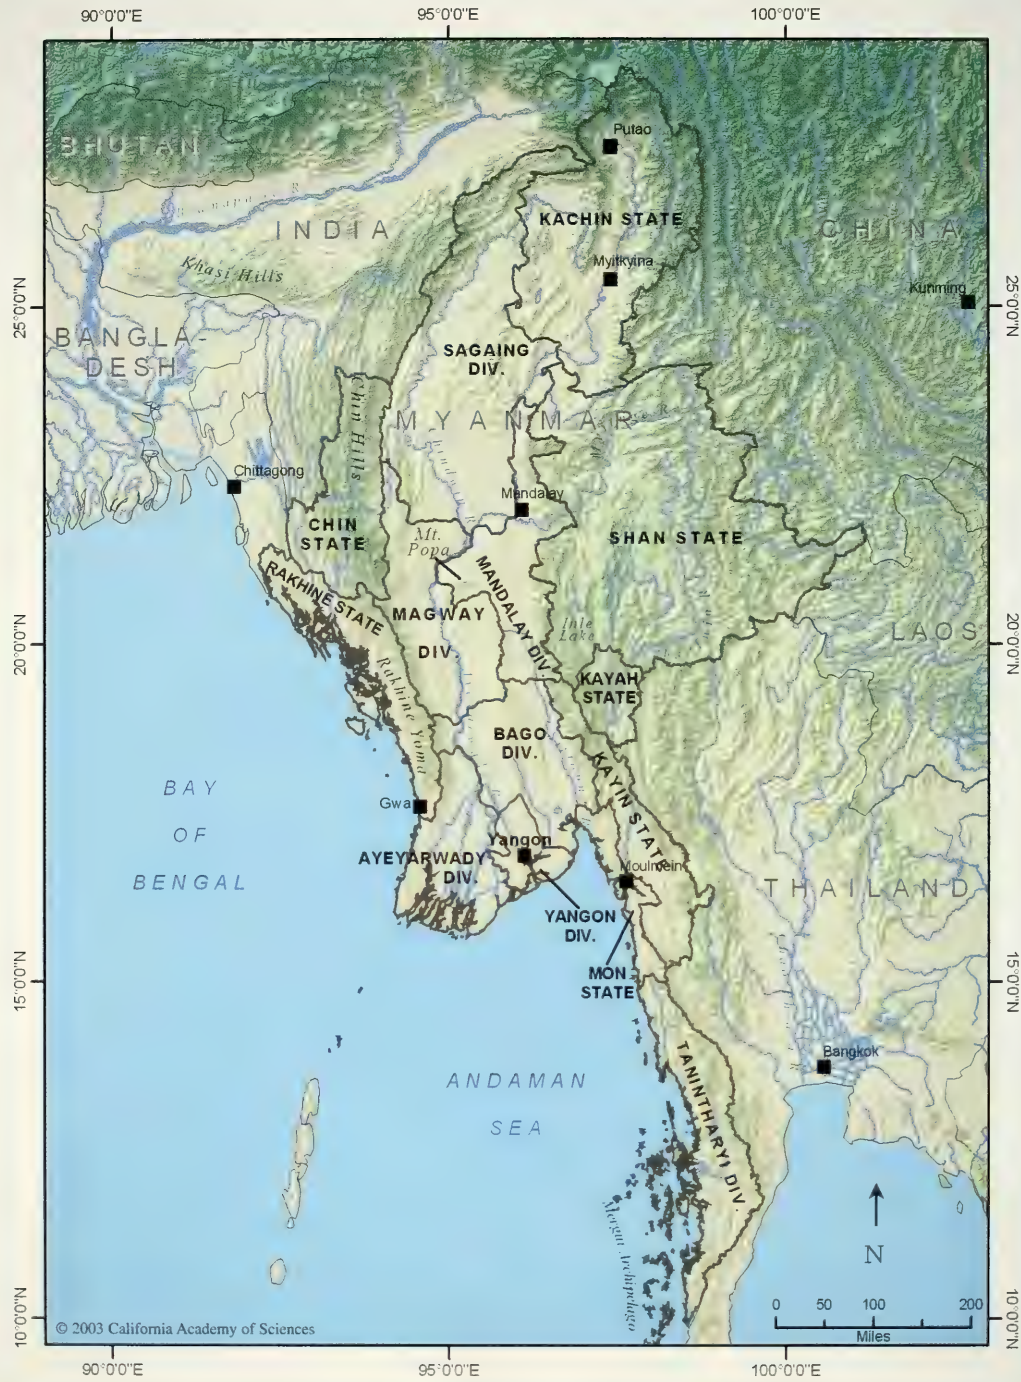 90°0'0"E
95°0'0"E
100°0'0"E
BHUTAN
Putao
INDIA
KACHIN STATE
CHINA
Khasi Hills
Myitkyina
Kunming
25°0'0"N
25°0'0"N
BANGLA-
DESH
SAGAING
DIV.
Chin Hills
MYANMAR
R
Chittagong
Mandalay
CHIN
STATE
Mt.
Popa
SHAN STATE
RAKHINE STATE
MAGWAY
DIV.
MANDALAY DIV.
Inle
Lake
LAOS
20°0'0"N
20°0'0"N
KAYAH
STATE
Rakhine Yoma
BAGO
DIV.
BAY
OF
BENGAL
KAYIN STATE
Gwa
Yangon
AYEYARWADY
DIV.
Moulmein
THAILAND
YANGON
DIV.
MON
STATE
15°0'0"N
15°0'0"N
Bangkok
ANDAMAN
SEA
TANINTHARYI DIV.
Mergui Archipelago
N
0 50 100 200
Miles
10°0'0"N
10°0'0"N
© 2003 California Academy of Sciences
90°0'0"E
95°0'0"E
100°0'0"E